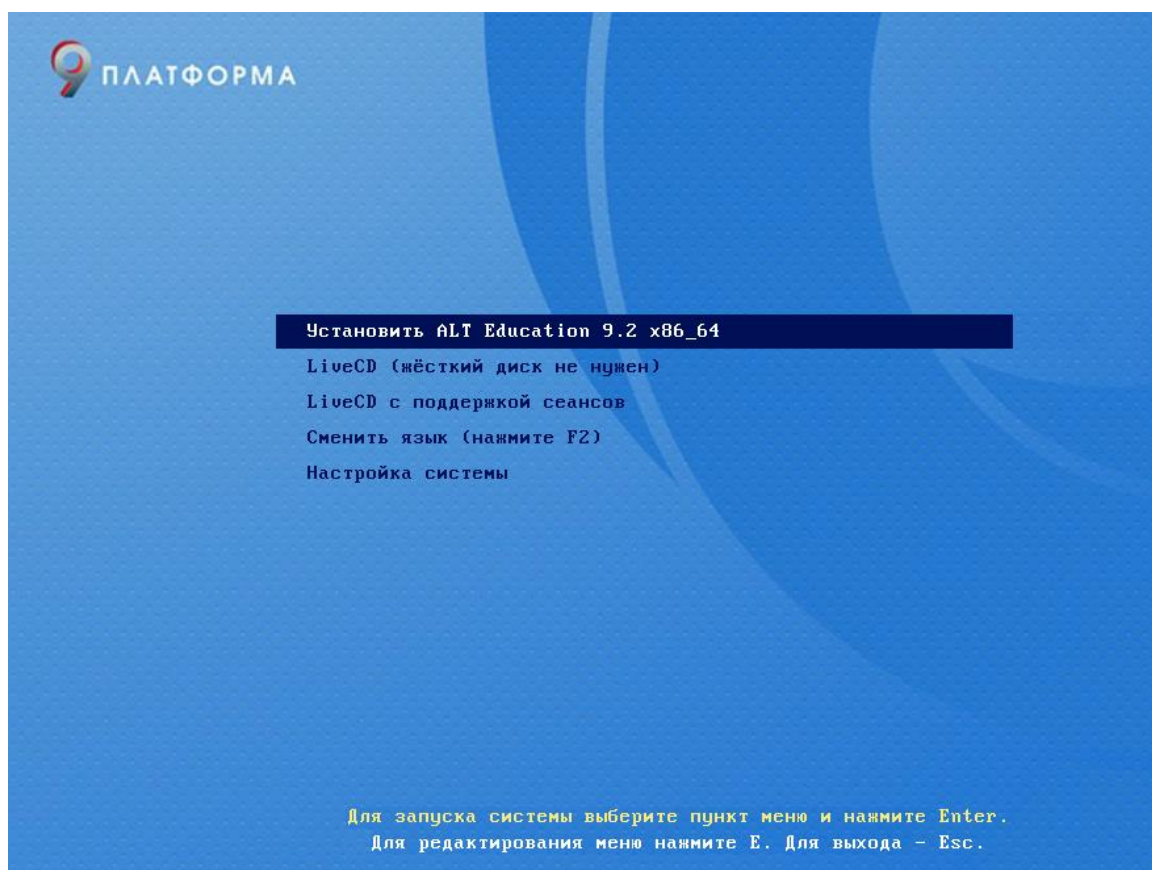 9 ПЛАТФОРМА
Установить ALT Education 9.2 x86_64
LiveCD (жёсткий диск не нужен)
LiveCD с поддержкой сеансов
Сменить язык (нажмите F2)
Настройка системы
Для запуска системы выберите пункт меню и нажмите Enter.
Для редактирования меню нажмите E. Для выхода - Esc.